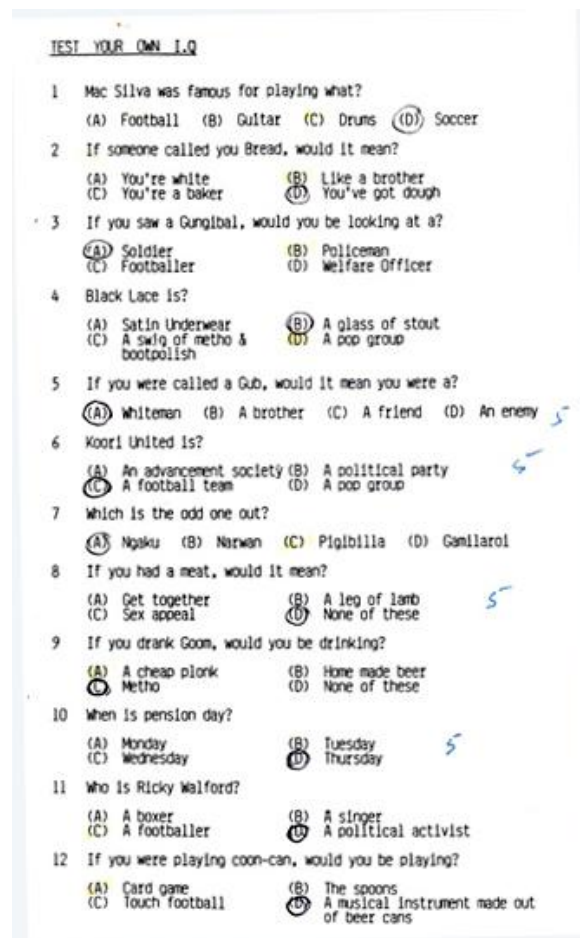 TEST YOUR OWN I.Q
1 Mac Silva was famous for playing what?
(A) Football (B) Guitar (C) Drums (D) Soccer
2 If someone called you Bread, would it mean?
(A) You're white (B) Like a brother
(C) You're a baker (D) You've got dough
3 If you saw a Gungibal, would you be looking at a?
(A) Soldier (B) Policeman
(C) Footballer (D) Welfare Officer
4 Black Lace is?
(A) Satin Underwear (B) A glass of stout
(C) A swig of metho & (D) A pop group
bootpolish
5 If you were called a Gub, would it mean you were a?
(A) Whiteman (B) A brother (C) A friend (D) An enemy 5
6 Koori United is?
(A) An advancement society (B) A political party 5
(C) A football team (D) A pop group
7 Which is the odd one out?
(A) Ngaku (B) Narwan (C) Pigibilla (D) Gamilaroi
8 If you had a meat, would it mean?
(A) Get together (B) A leg of lamb 5
(C) Sex appeal (D) None of these
9 If you drank Goom, would you be drinking?
(A) A cheap plonk (B) Home made beer
(C) Metho (D) None of these
10 When is pension day?
(A) Monday (B) Tuesday 5
(C) Wednesday (D) Thursday
11 Who is Ricky Walford?
(A) A boxer (B) A singer
(C) A footballer (D) A political activist
12 If you were playing coon-can, would you be playing?
(A) Card game (B) The spoons
(C) Touch football (D) A musical instrument made out
of beer cans